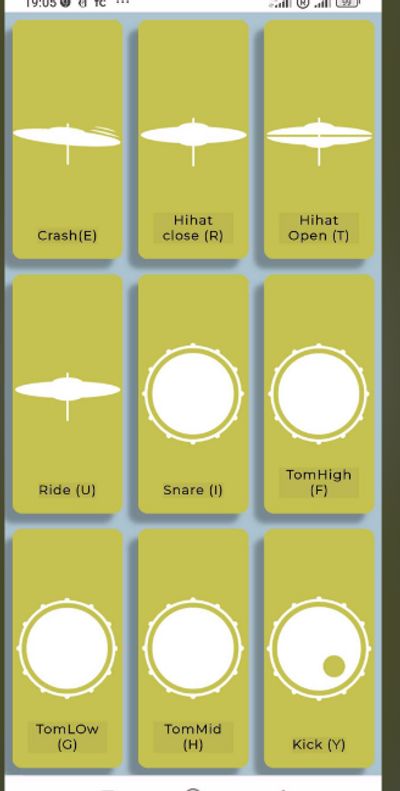 19:05
Crash(E)
Hihat
close (R)
Hihat
Open (T)
Ride (U)
Snare (I)
TomHigh
(F)
TomLOw
(G)
TomMid
(H)
Kick (Y)